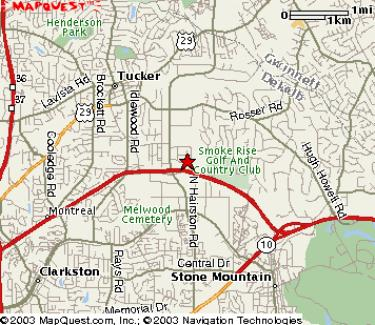 MAPQUEST
Henderson
Park
1mi
1km
29
Gwinnett
Dekalb
36
37
Lavista Rd
Tucker
Brockett Rd
Idlewood Rd
29
Rosser Rd
Cooledge Rd
Smoke Rise
Golf And
Country Club
Hugh Howell Rd
Montreal
Melwood
Cemetery
N Hairston Rd
10
Central Dr
Clarkston
Rays Rd
Stone Mountain
Memorial Dr
©2003 MapQuest.com, Inc.; ©2003 Navigation Technologies